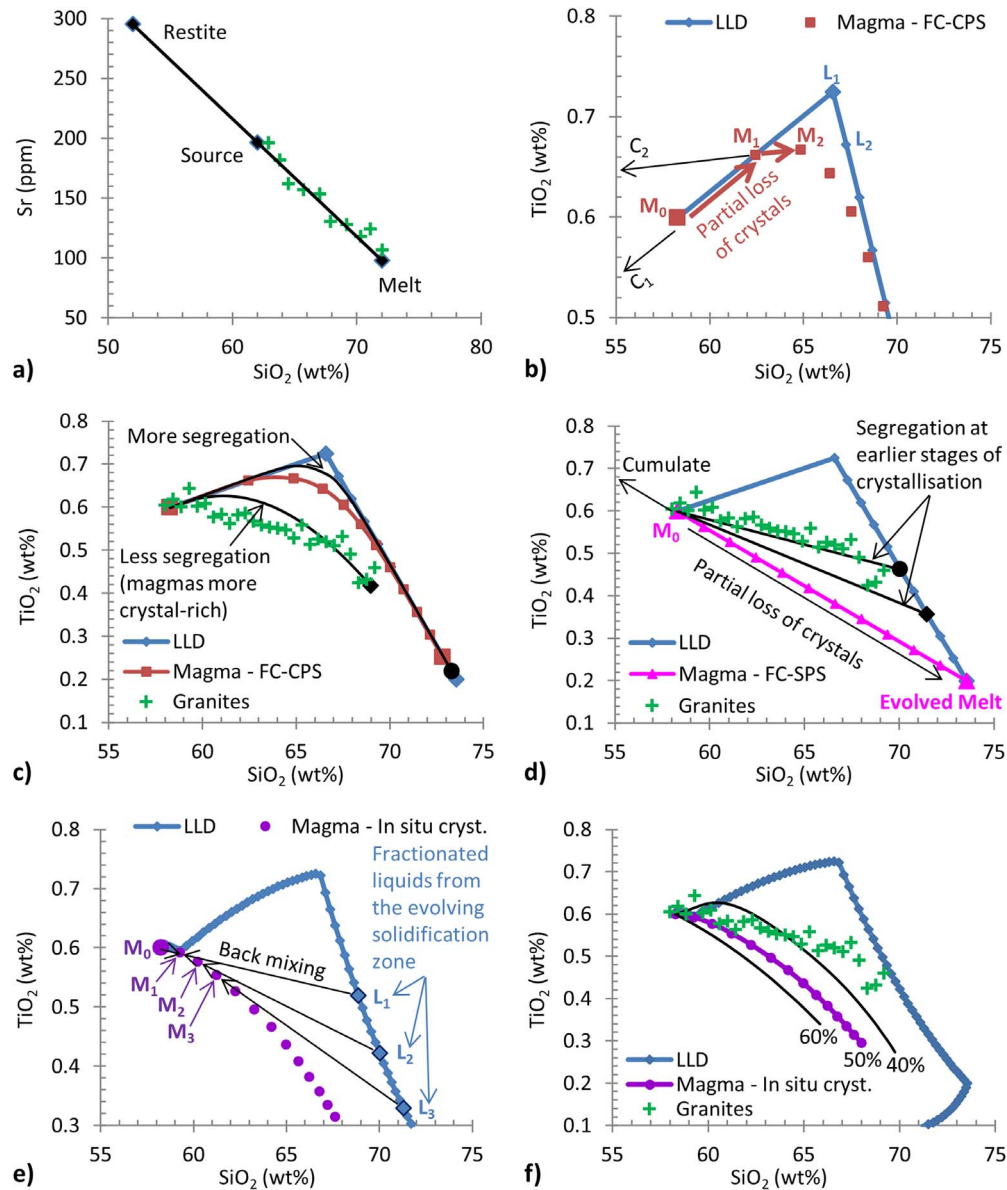 300
250
200
150
100
50
Sr (ppm)
Restite
Source
Melt
50
60
70
80
SiO₂ (wt%)
a)
LLD
Magma - FC-CPS
0.8
0.7
0.6
0.5
TiO₂ (wt%)
L₁
L₂
M₀
M₁
M₂
C₂
C₁
Partial loss
of crystals
55
60
65
70
75
SiO₂ (wt%)
b)
0.8
0.7
0.6
0.5
0.4
0.3
0.2
0.1
TiO₂ (wt%)
More segregation
Less segregation
(magmas more
crystal-rich)
LLD
Magma - FC-CPS
Granites
55
60
65
70
75
SiO₂ (wt%)
c)
0.8
0.7
0.6
0.5
0.4
0.3
0.2
0.1
TiO₂ (wt%)
Cumulate
Segregation at
earlier stages of
crystallisation
M₀
Partial loss of crystals
LLD
Magma - FC-SPS
Granites
Evolved Melt
55
60
65
70
75
SiO₂ (wt%)
d)
LLD
Magma - In situ cryst.
0.8
0.7
0.6
0.5
0.4
0.3
TiO₂ (wt%)
Fractionated
liquids from
the evolving
solidification
zone
M₀
M₁
M₂
M₃
Back mixing
L₁
L₂
L₃
55
60
65
70
75
SiO₂ (wt%)
e)
0.8
0.7
0.6
0.5
0.4
0.3
0.2
0.1
TiO₂ (wt%)
60%
50%
40%
LLD
Magma - In situ cryst.
Granites
55
60
65
70
75
SiO₂ (wt%)
f)